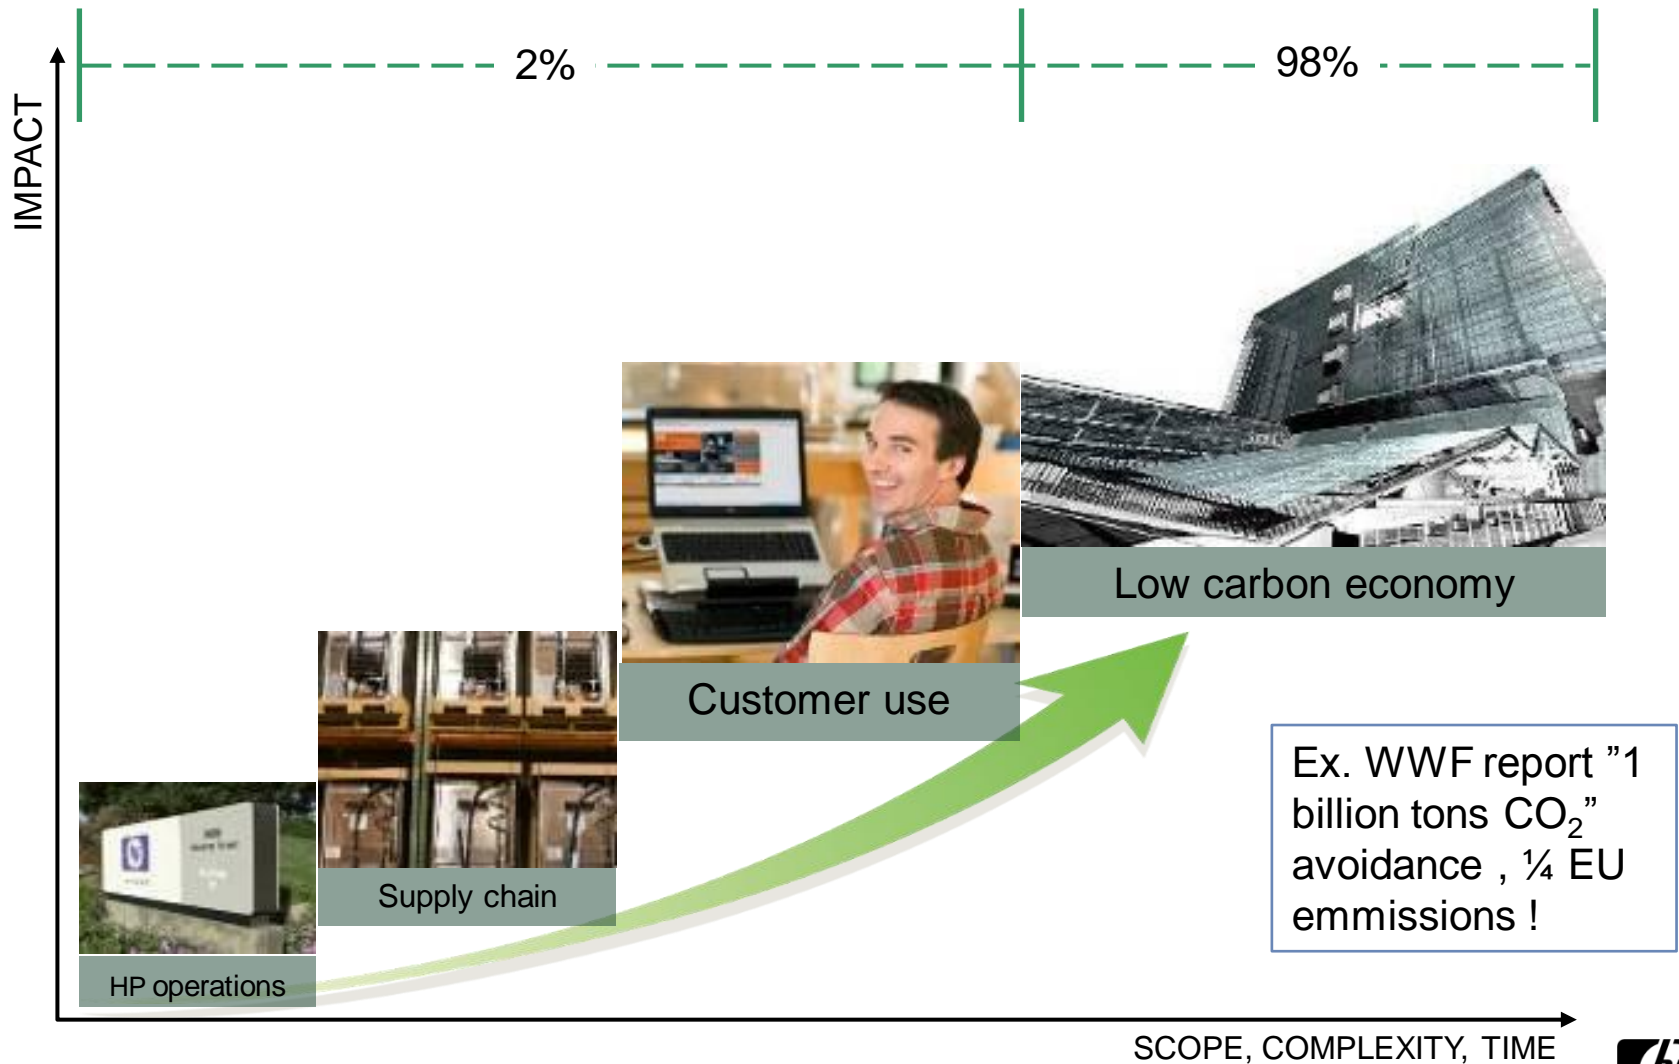 2%
98%
IMPACT
Low carbon economy
Customer use
Ex. WWF report ”1
billion tons CO₂”
avoidance , ¼ EU
emmissions !
Supply chain
HP operations
SCOPE, COMPLEXITY, TIME